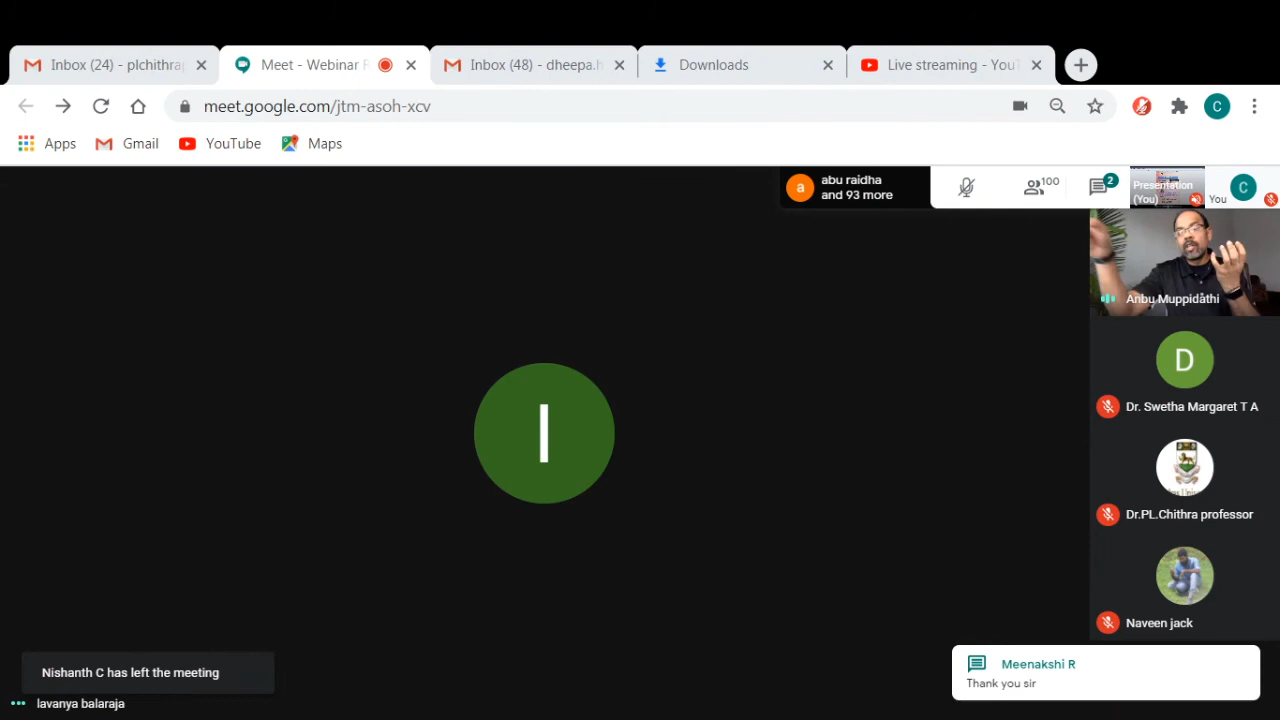 Inbox (24) - plchithrap
Meet - Webinar R
Inbox (48) - dheepa.h
Downloads
Live streaming - YouT
meet.google.com/jtm-asoh-xcv
C
Apps
Gmail
YouTube
Maps
a
abu raidha
and 93 more
100
2
Presentation
(You)
You
C
Anbu Muppidathi
D
Dr. Swetha Margaret T A
Dr.PL.Chithra professor
Naveen jack
l
Nishanth C has left the meeting
lavanya balaraja
Meenakshi R
Thank you sir